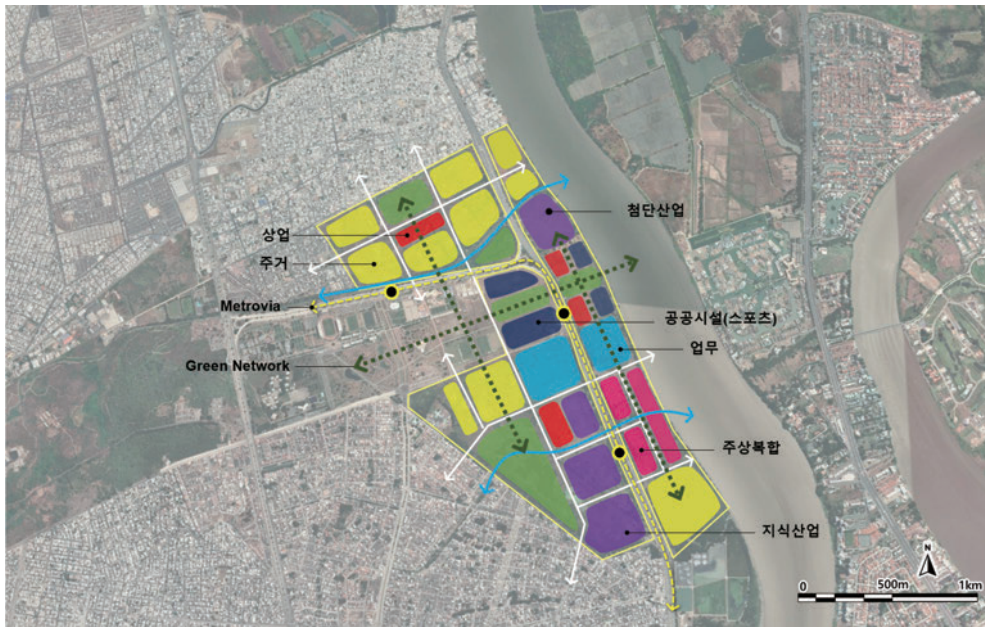 첨단산업
상업
주거
Metrovia
공공시설(스포츠)
업무
Green Network
주상복합
지식산업
N
0 500m 1km